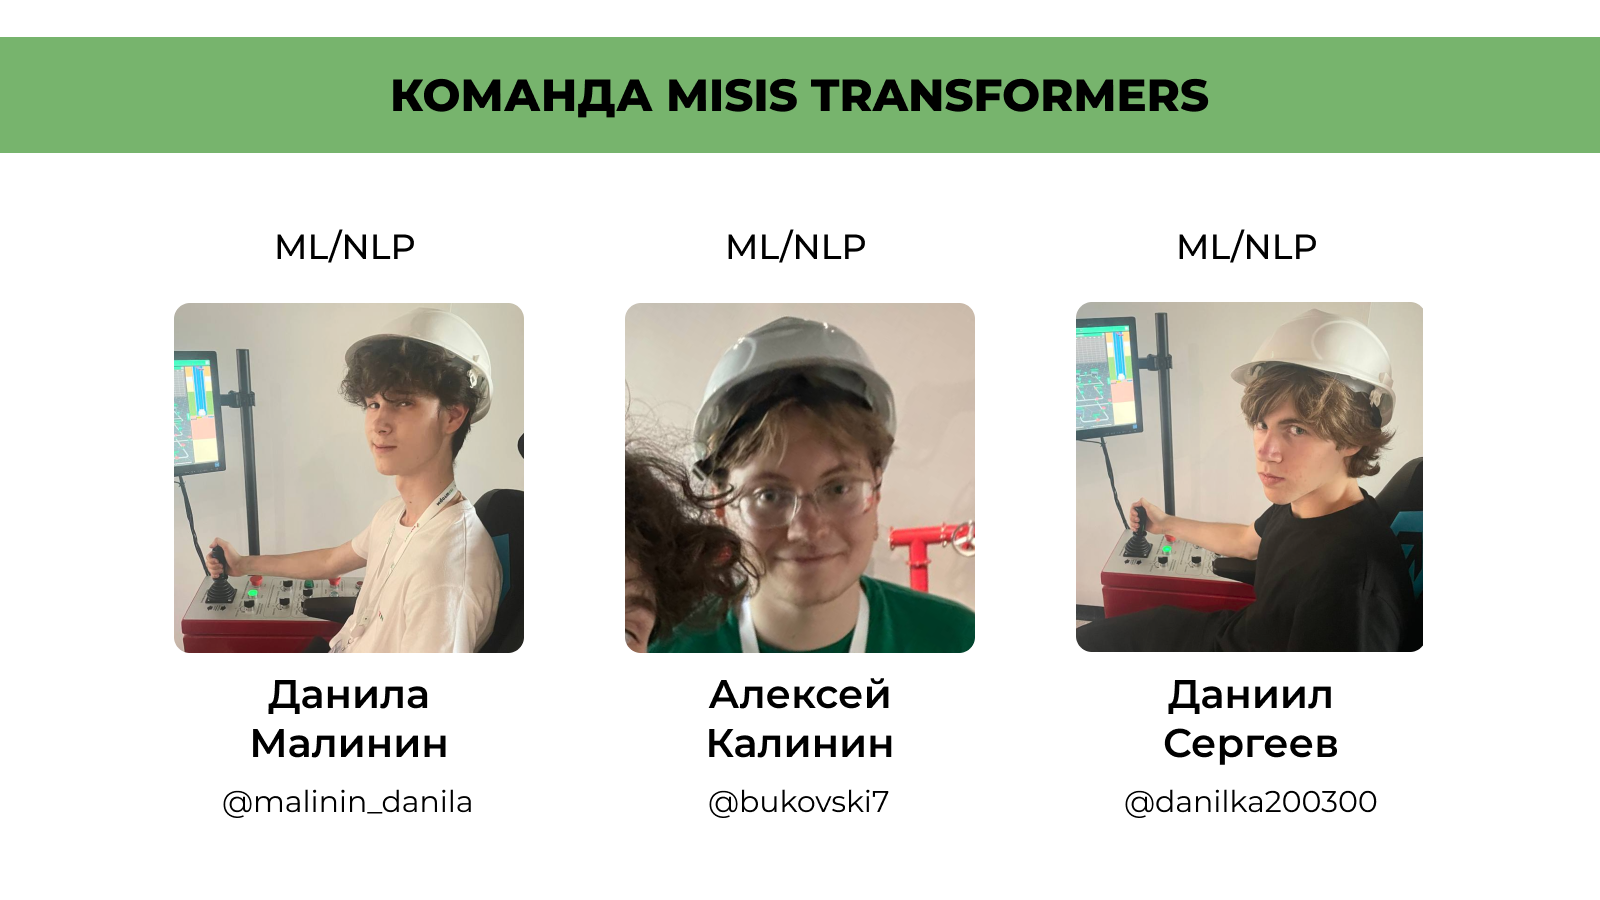 КОМАНДА MISIS TRANSFORMERS
ML/NLP
ML/NLP
ML/NLP
Данила
Малинин
@malinin_danila
Алексей
Калинин
@bukovski7
Даниил
Сергеев
@danilka200300